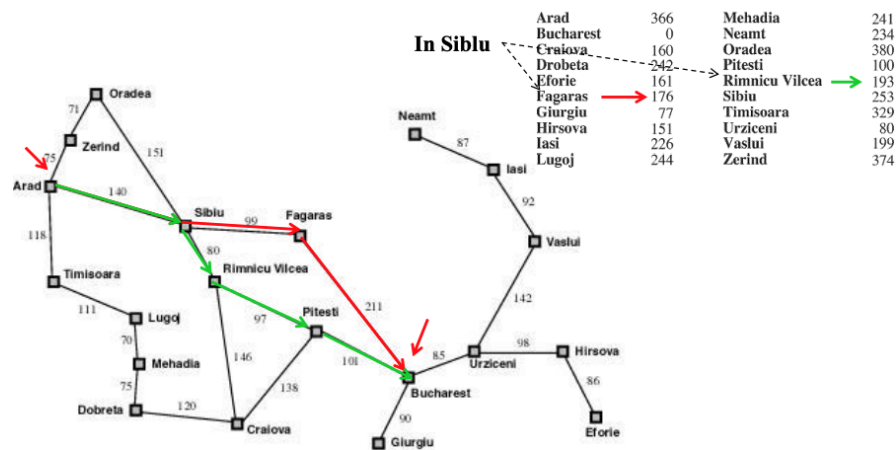 Arad 366 Mehadia 241
Bucharest 0 Neamt 234
In Siblu
Craiova 160 Oradea 380
Drobeta 242 Pitesti 100
Eforie 161 Rimnicu Vilcea 193
Fagaras 176 Sibiu 253
Giurgiu 77 Timisoara 329
Hirsova 151 Urziceni 80
Iasi 226 Vaslui 199
Lugoj 244 Zerind 374
Oradea
71
Neamt
87
Zerind
75
151
Iasi
Arad
140
92
Sibiu
99
Fagaras
118
80
Vaslui
Timisoara
Rimnicu Vilcea
142
111
211
Lugoj
97
Pitesti
70
98
Hirsova
146
101
85
Urziceni
Mehadia
138
86
75
Bucharest
120
90
Dobreta
Craiova
Eforie
Giurgiu